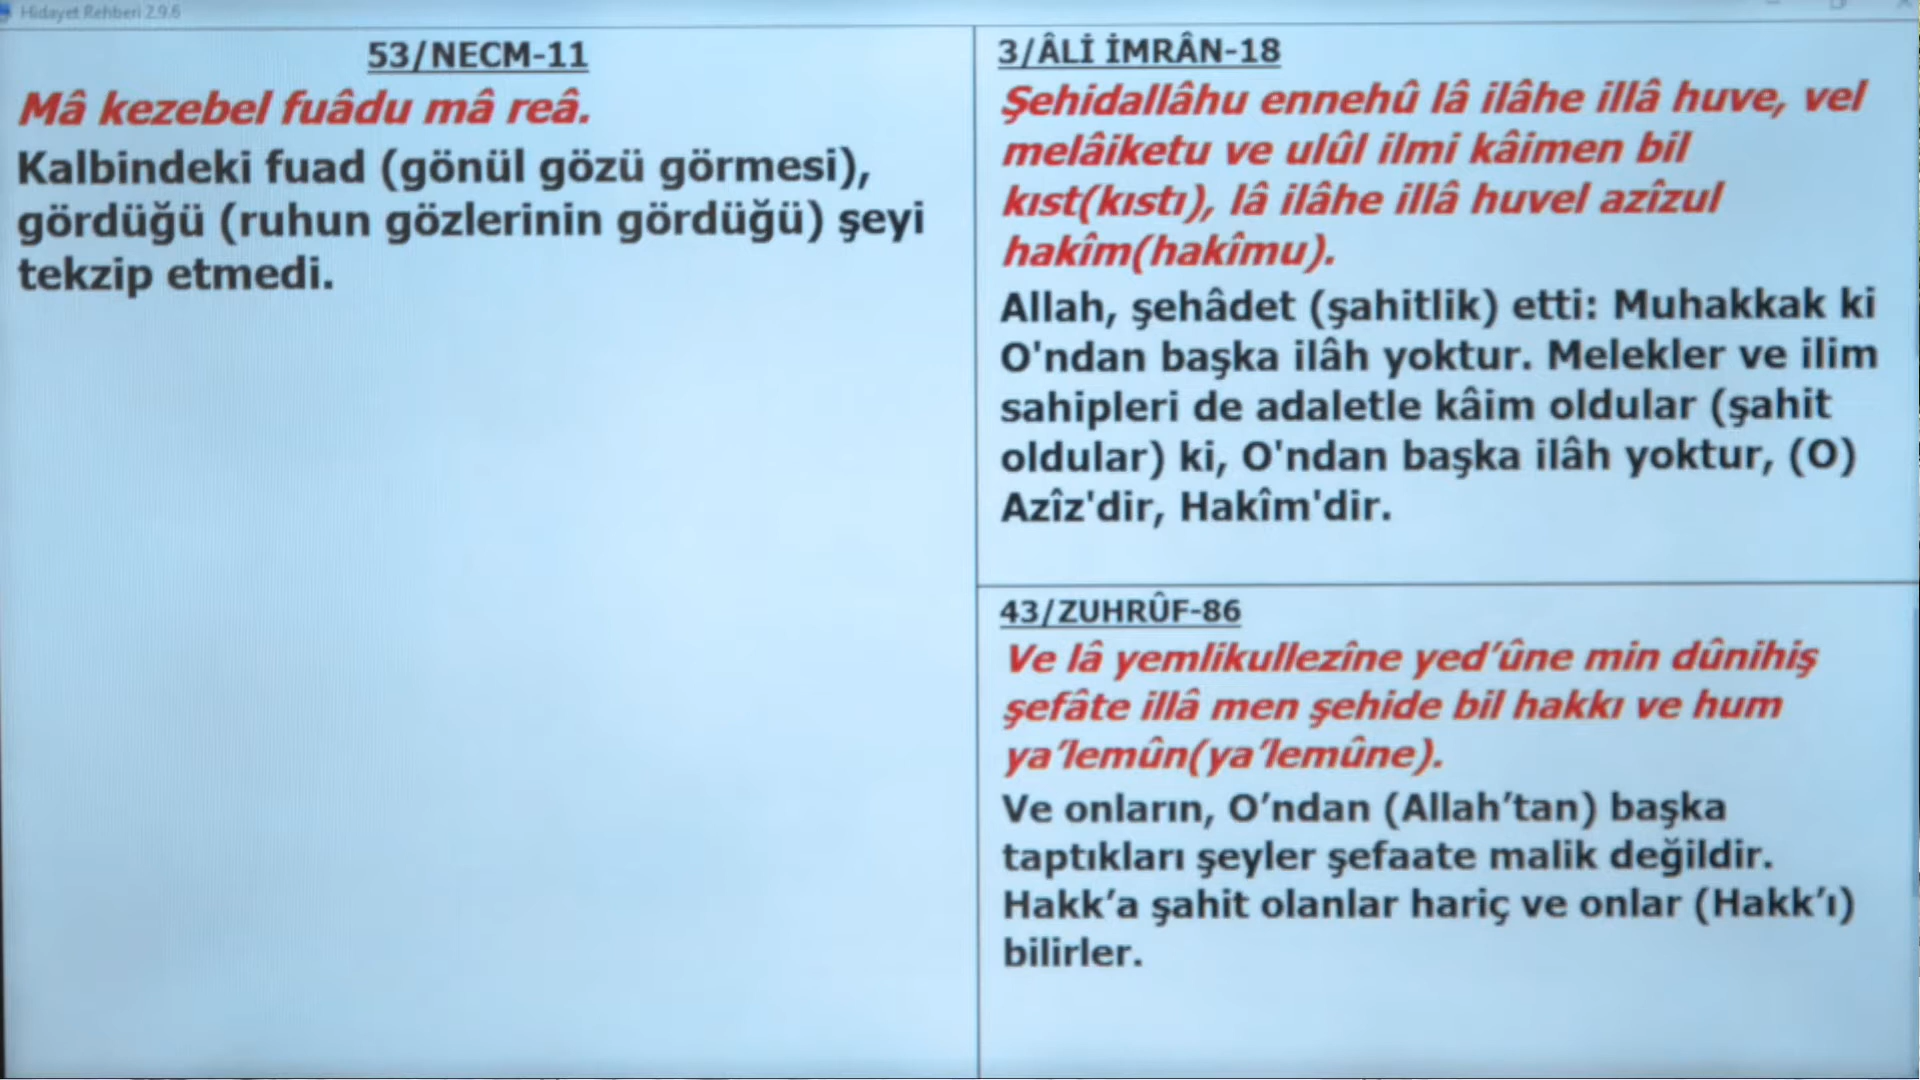 Hidayet Rehberi 2.9.6
53/NECM-11
Mâ kezebel fuâdu mâ reâ.
Kalbindeki fuad (gönül gözü görmesi),
gördüğü (ruhun gözlerinin gördüğü) şeyi
tekzip etmedi.
3/ÂLİ İMRÂN-18
Şehidallâhu ennehû lâ ilâhe illâ huve, vel
melâiketu ve ulûl ilmi kâimen bil
kıst(kıstı), lâ ilâhe illâ huvel azîzul
hakîm(hakîmu).
Allah, şehâdet (şahitlik) etti: Muhakkak ki
O'ndan başka ilâh yoktur. Melekler ve ilim
sahipleri de adaletle kâim oldular (şahit
oldular) ki, O'ndan başka ilâh yoktur, (O)
Azîz'dir, Hakîm'dir.
43/ZUHRÛF-86
Ve lâ yemlikullezîne yed’ûne min dûnihiş
şefâte illâ men şehide bil hakkı ve hum
ya’lemûn(ya’lemûne).
Ve onların, O’ndan (Allah’tan) başka
taptıkları şeyler şefaate malik değildir.
Hakk’a şahit olanlar hariç ve onlar (Hakk’ı)
bilirler.